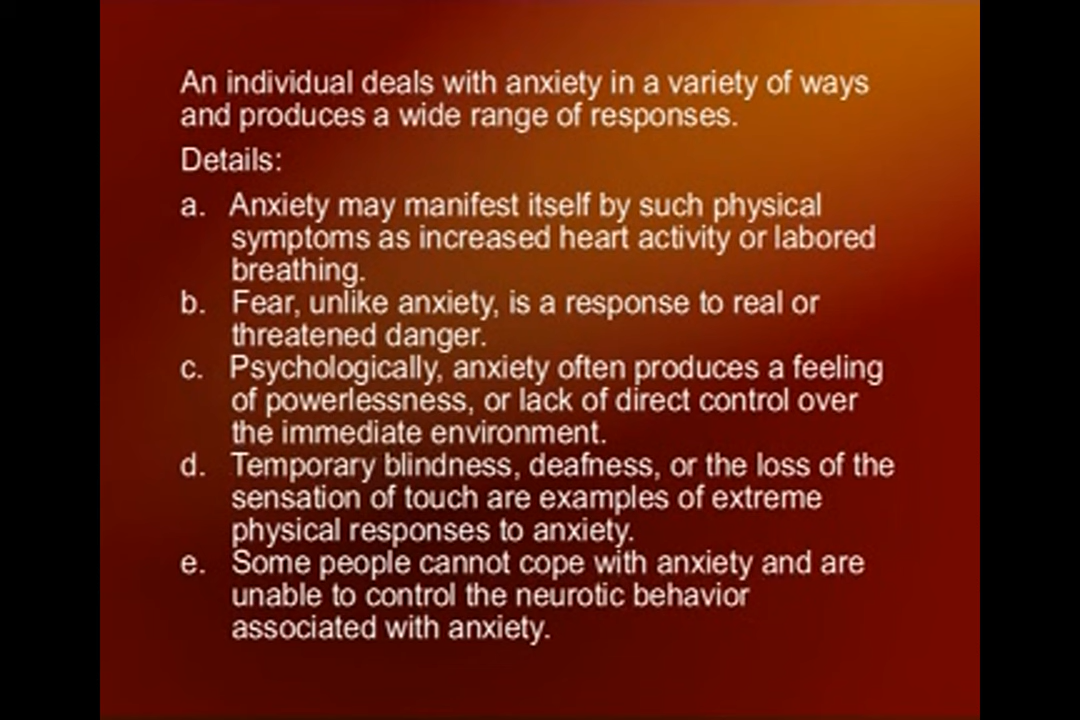 An individual deals with anxiety in a variety of ways
and produces a wide range of responses.
Details:
a. Anxiety may manifest itself by such physical
symptoms as increased heart activity or labored
breathing.
b. Fear, unlike anxiety, is a response to real or
threatened danger.
c. Psychologically, anxiety often produces a feeling
of powerlessness, or lack of direct control over
the immediate environment.
d. Temporary blindness, deafness, or the loss of the
sensation of touch are examples of extreme
physical responses to anxiety.
e. Some people cannot cope with anxiety and are
unable to control the neurotic behavior
associated with anxiety.